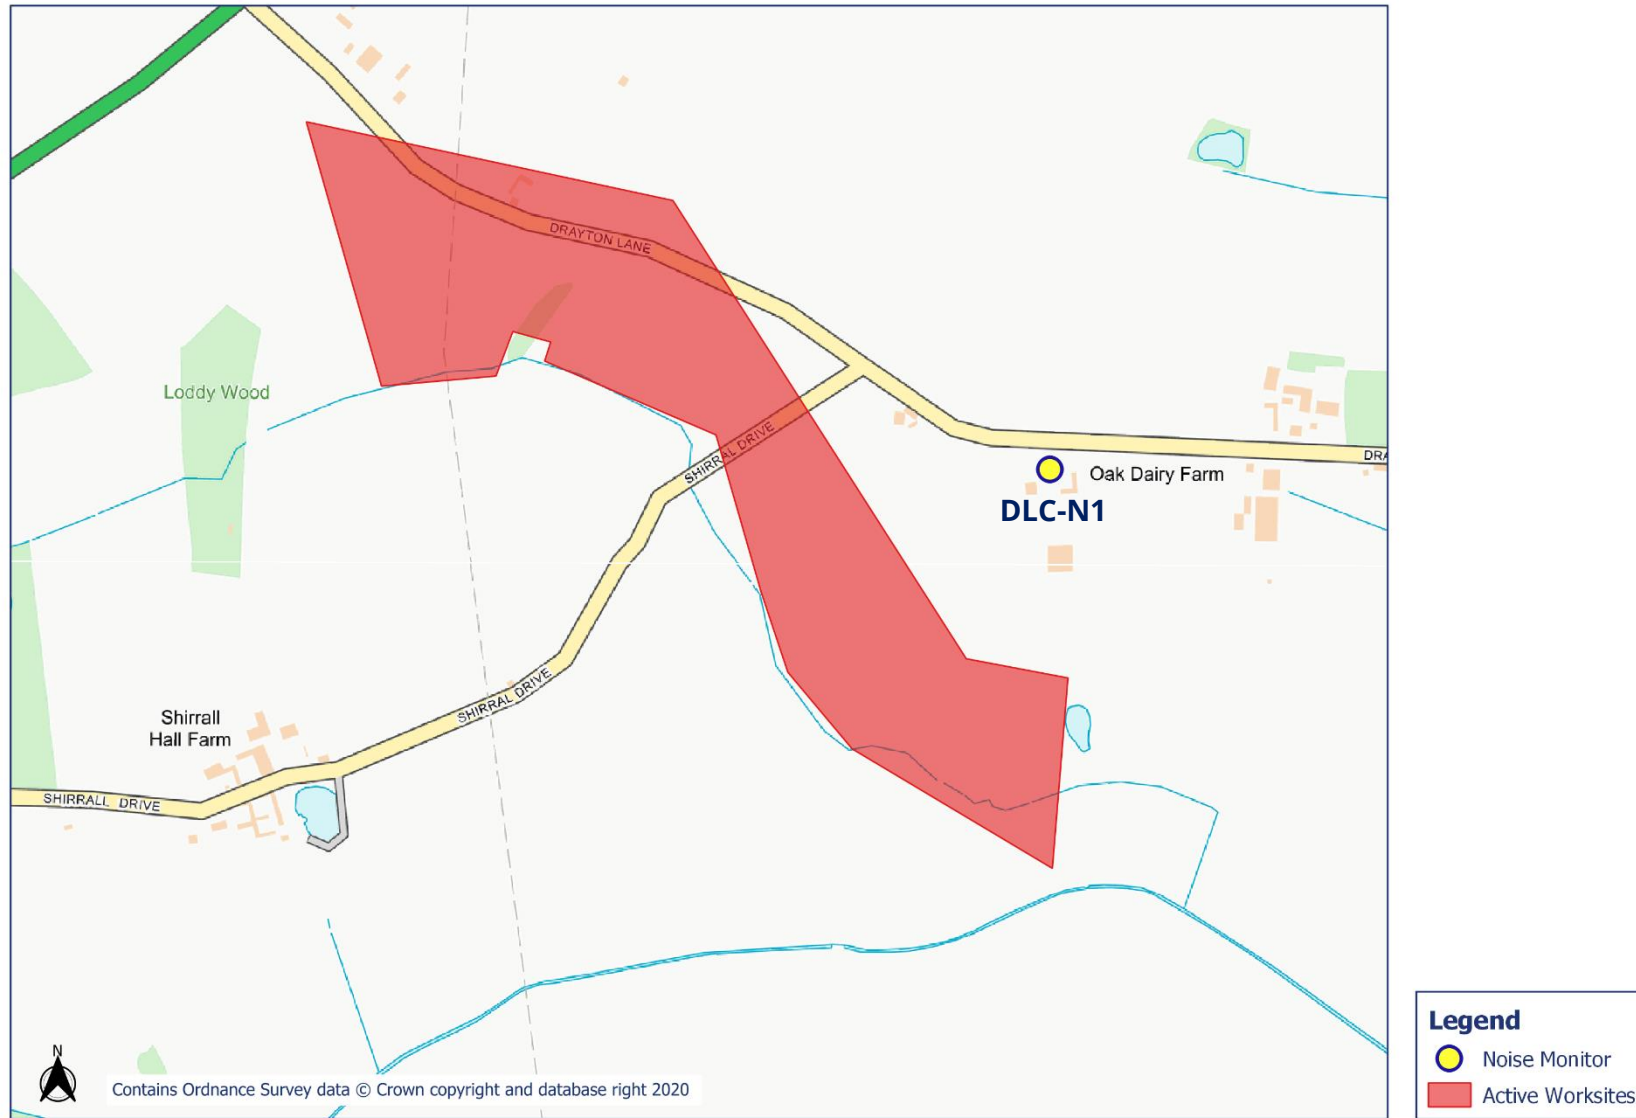 DRAYTON LANE
Loddy Wood
SHIRRAL DRIVE
DRA
Oak Dairy Farm
DLC-N1
SHIRRAL DRIVE
Shirrall
Hall Farm
SHIRRALL DRIVE
N
Contains Ordnance Survey data © Crown copyright and database right 2020
Legend
Noise Monitor
Active Worksites